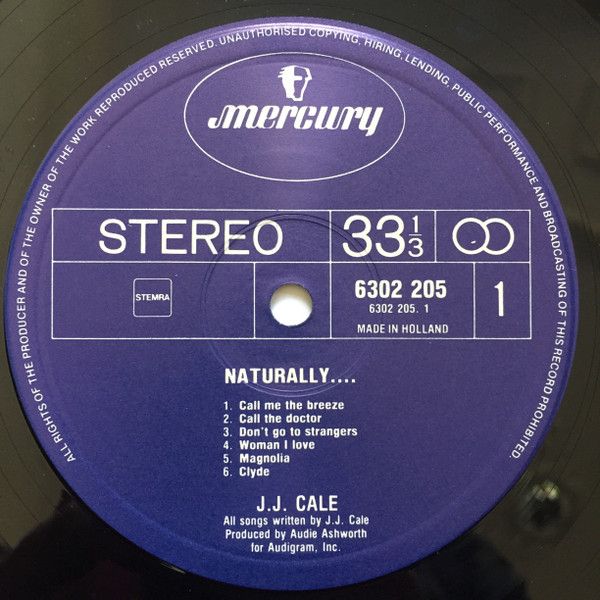 ALL RIGHTS OF THE PRODUCER AND OF THE OWNER OF THE WORK REPRODUCED RESERVED. UNAUTHORISED COPYING, HIRING, LENDING, PUBLIC PERFORMANCE AND BROADCASTING OF THIS RECORD PROHIBITED.
mercury
STEREO
33 1/3
STEMRA
6302 205
6302 205. 1
MADE IN HOLLAND
1
NATURALLY....
1. Call me the breeze
2. Call the doctor
3. Don't go to strangers
4. Woman I love
5. Magnolia
6. Clyde
J.J. CALE
All songs written by J.J. Cale
Produced by Audie Ashworth
for Audigram, Inc.